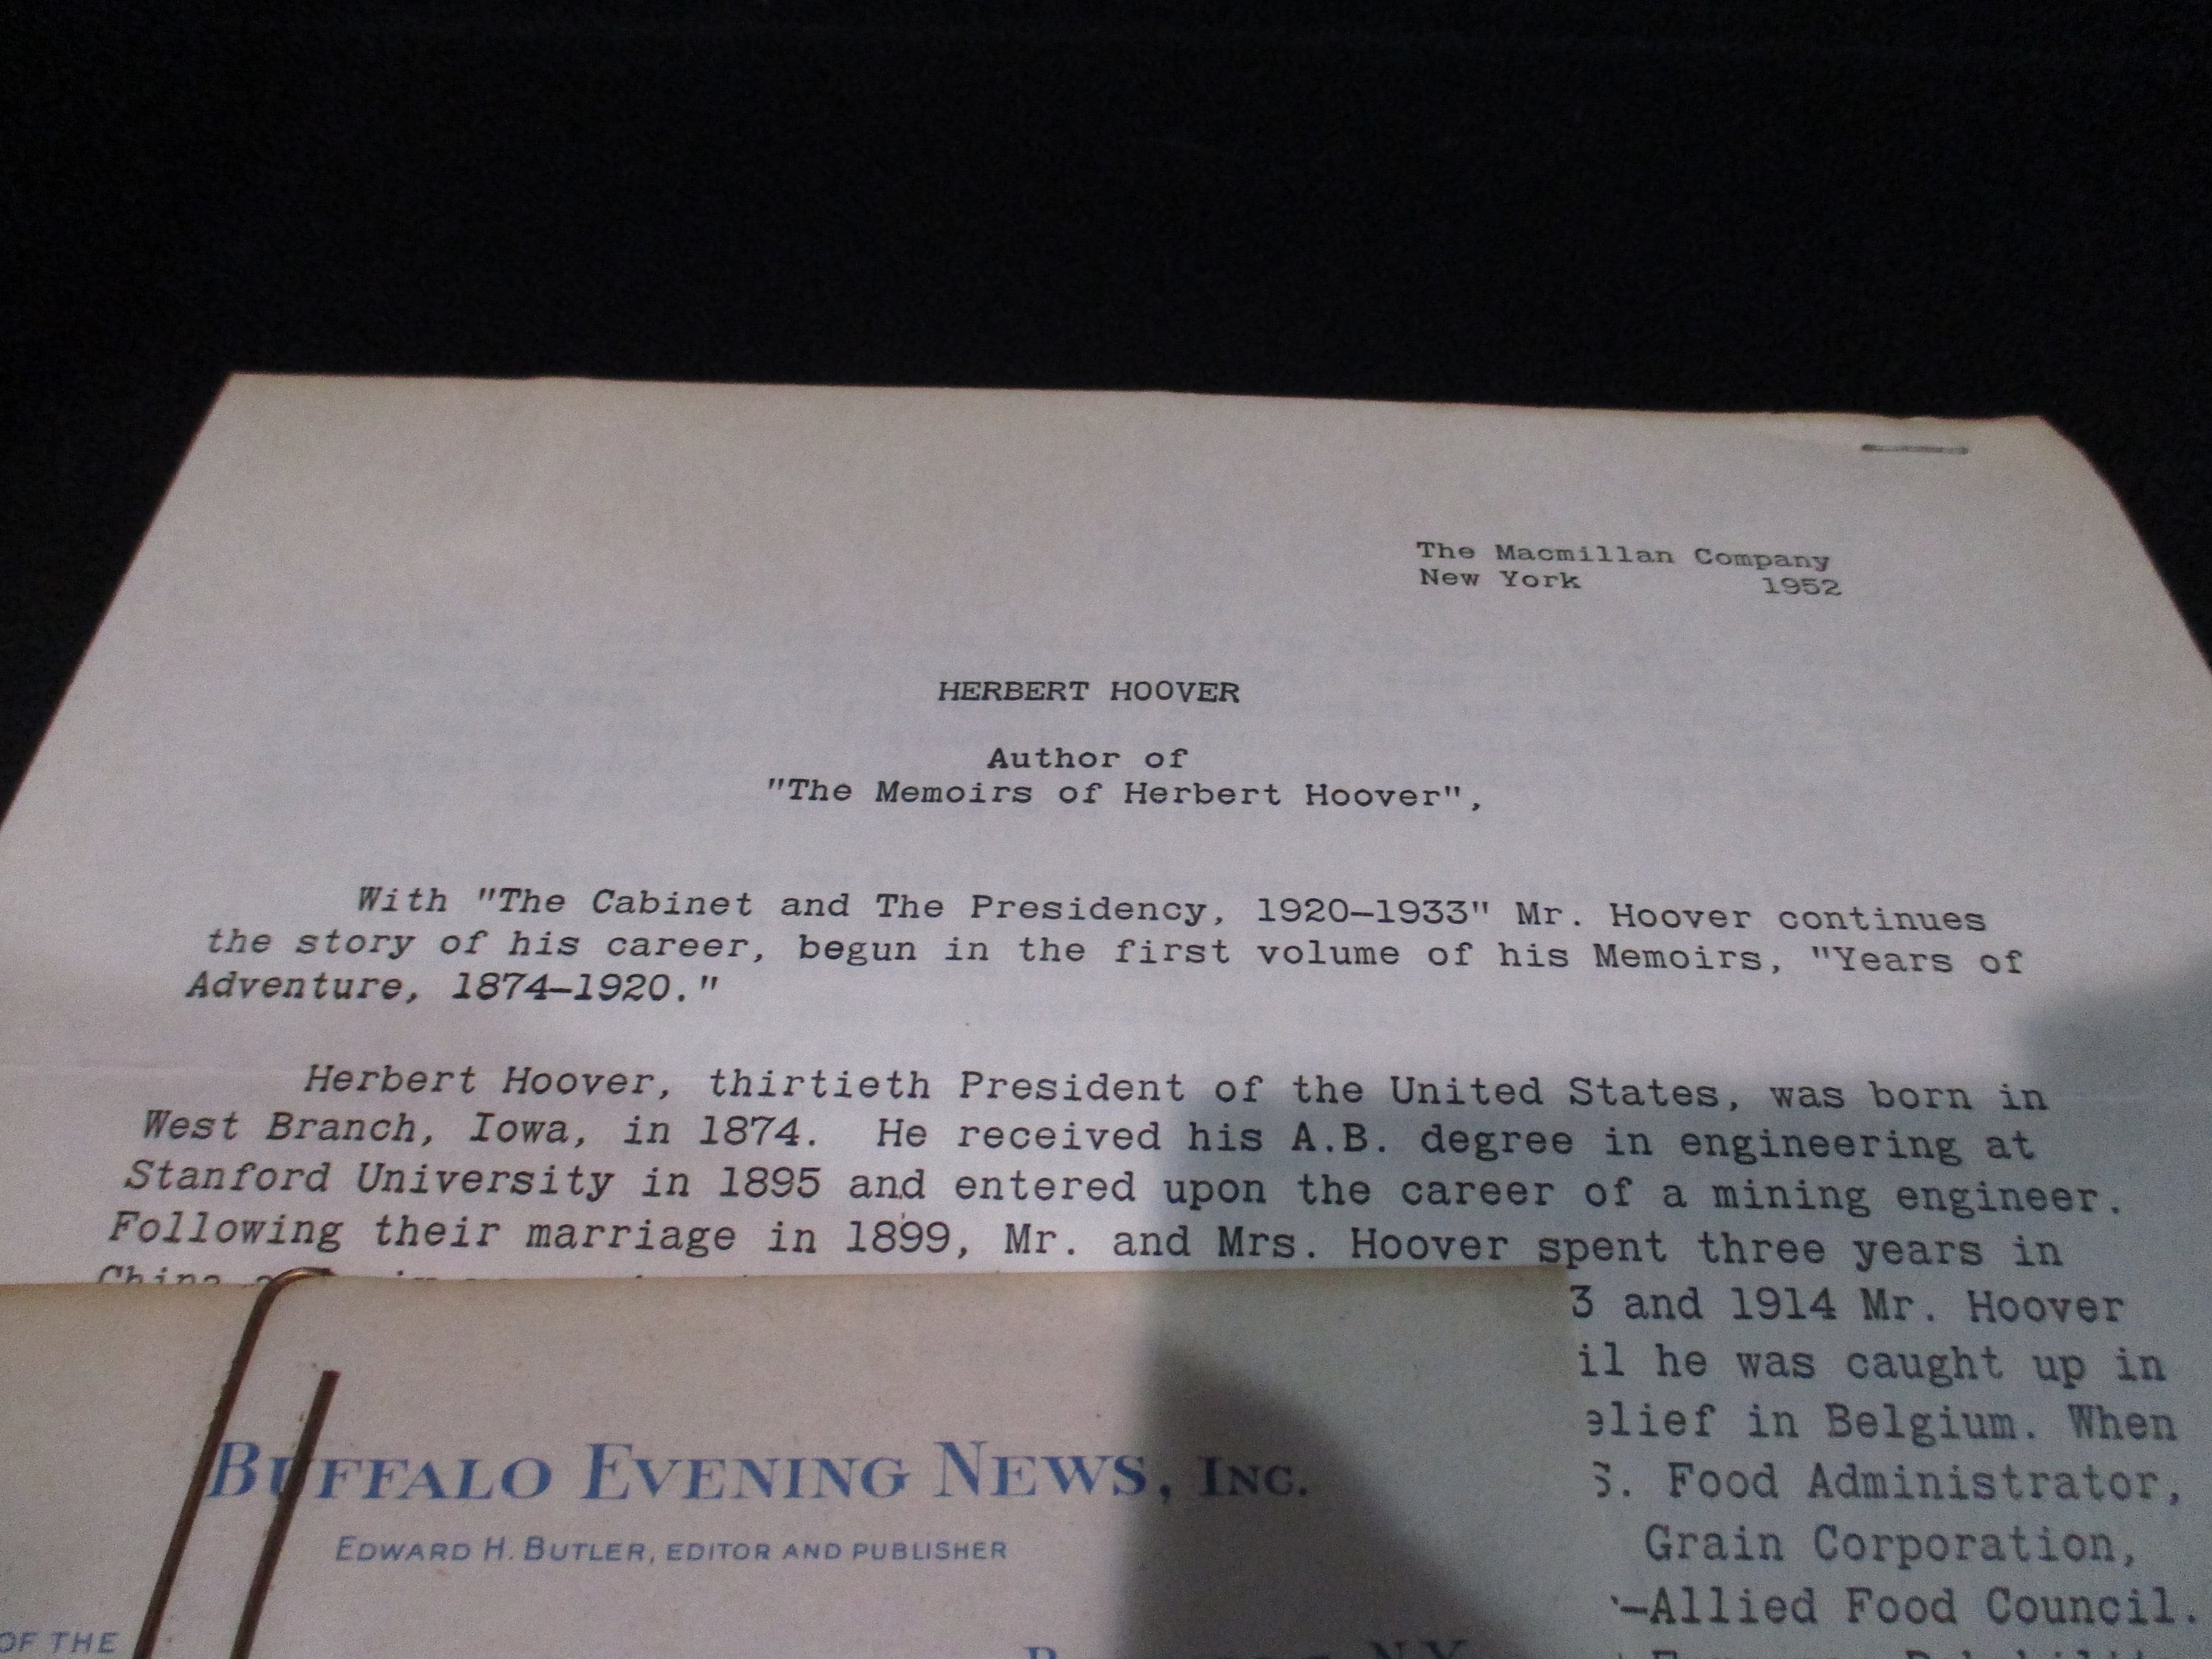 The Macmillan Company
New York 1952
HERBERT HOOVER
Author of
"The Memoirs of Herbert Hoover",
With "The Cabinet and The Presidency, 1920-1933" Mr. Hoover continues
the story of his career, begun in the first volume of his Memoirs, "Years of
Adventure, 1874-1920."
Herbert Hoover, thirtieth President of the United States, was born in
West Branch, Iowa, in 1874. He received his A.B. degree in engineering at
Stanford University in 1895 and entered upon the career of a mining engineer.
Following their marriage in 1899, Mr. and Mrs. Hoover spent three years in
China
3 and 1914 Mr. Hoover
il he was caught up in
elief in Belgium. When
S. Food Administrator,
Grain Corporation,
-Allied Food Council.
BUFFALO EVENING NEWS, INC.
EDWARD H. BUTLER, EDITOR AND PUBLISHER
OF THE
N.Y.